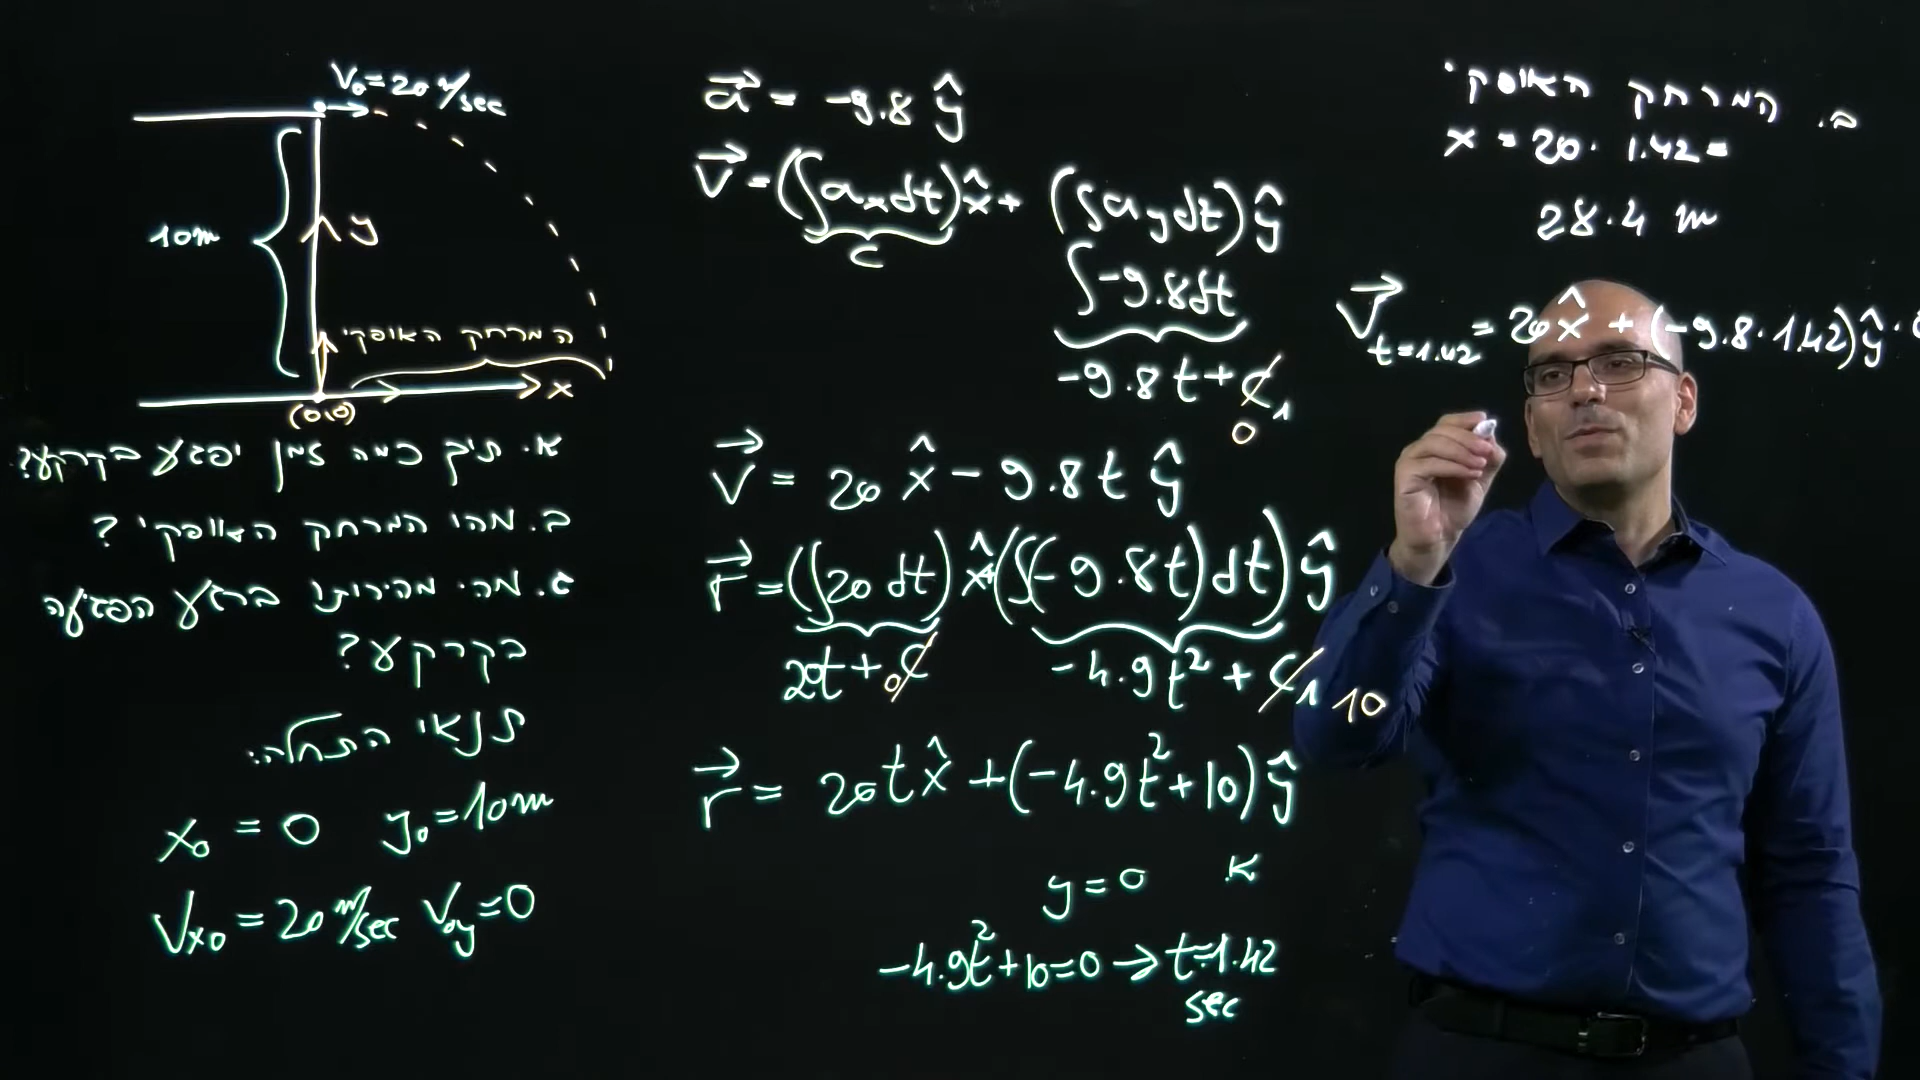 V₀=20 m/sec
10m
y
המרחק האופקי
x
(0,0)
א. תוך כמה זמן יפגע בקרקע?
ב. מהו המרחק האופקי?
ג. מהי מהירותו ברגע הפגיעה
בקרקע?
תנאי התחלה:
x₀ = 0 y₀=10m
Vx₀ = 20 m/sec V₀y=0
a⃗ = -9.8 ŷ
v⃗ = (∫aₓdt)x̂ + (∫a_y dt)ŷ
c
∫-9.8dt
-9.8t+c₁
0
v⃗ = 20 x̂ - 9.8t ŷ
r⃗ = (∫20 dt) x̂+(∫(-9.8t)dt)ŷ
20t+c 0
-4.9t²+c₁ 10
r⃗ = 20t x̂ +(-4.9t²+10)ŷ
y=0 א.
-4.9t²+10=0 → t=1.42
sec
ב. המרחק האופקי
x = 20 · 1.42 =
28.4 m
V⃗ t=1.42 = 20x̂ + (-9.8·1.42)ŷ